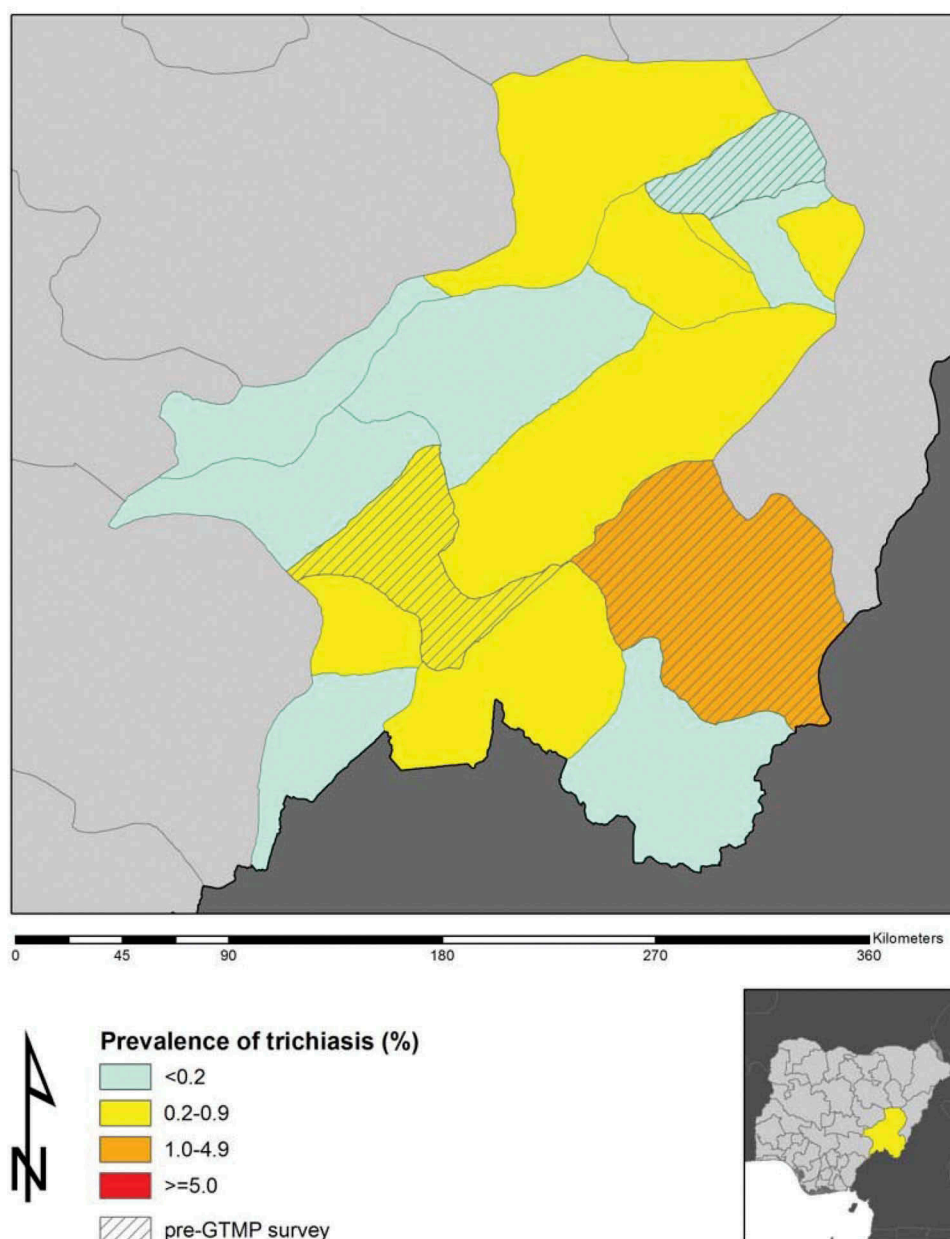 0 45 90 180 270 360 Kilometers
N
Prevalence of trichiasis (%)
<0.2
0.2-0.9
1.0-4.9
>=5.0
pre-GTMP survey